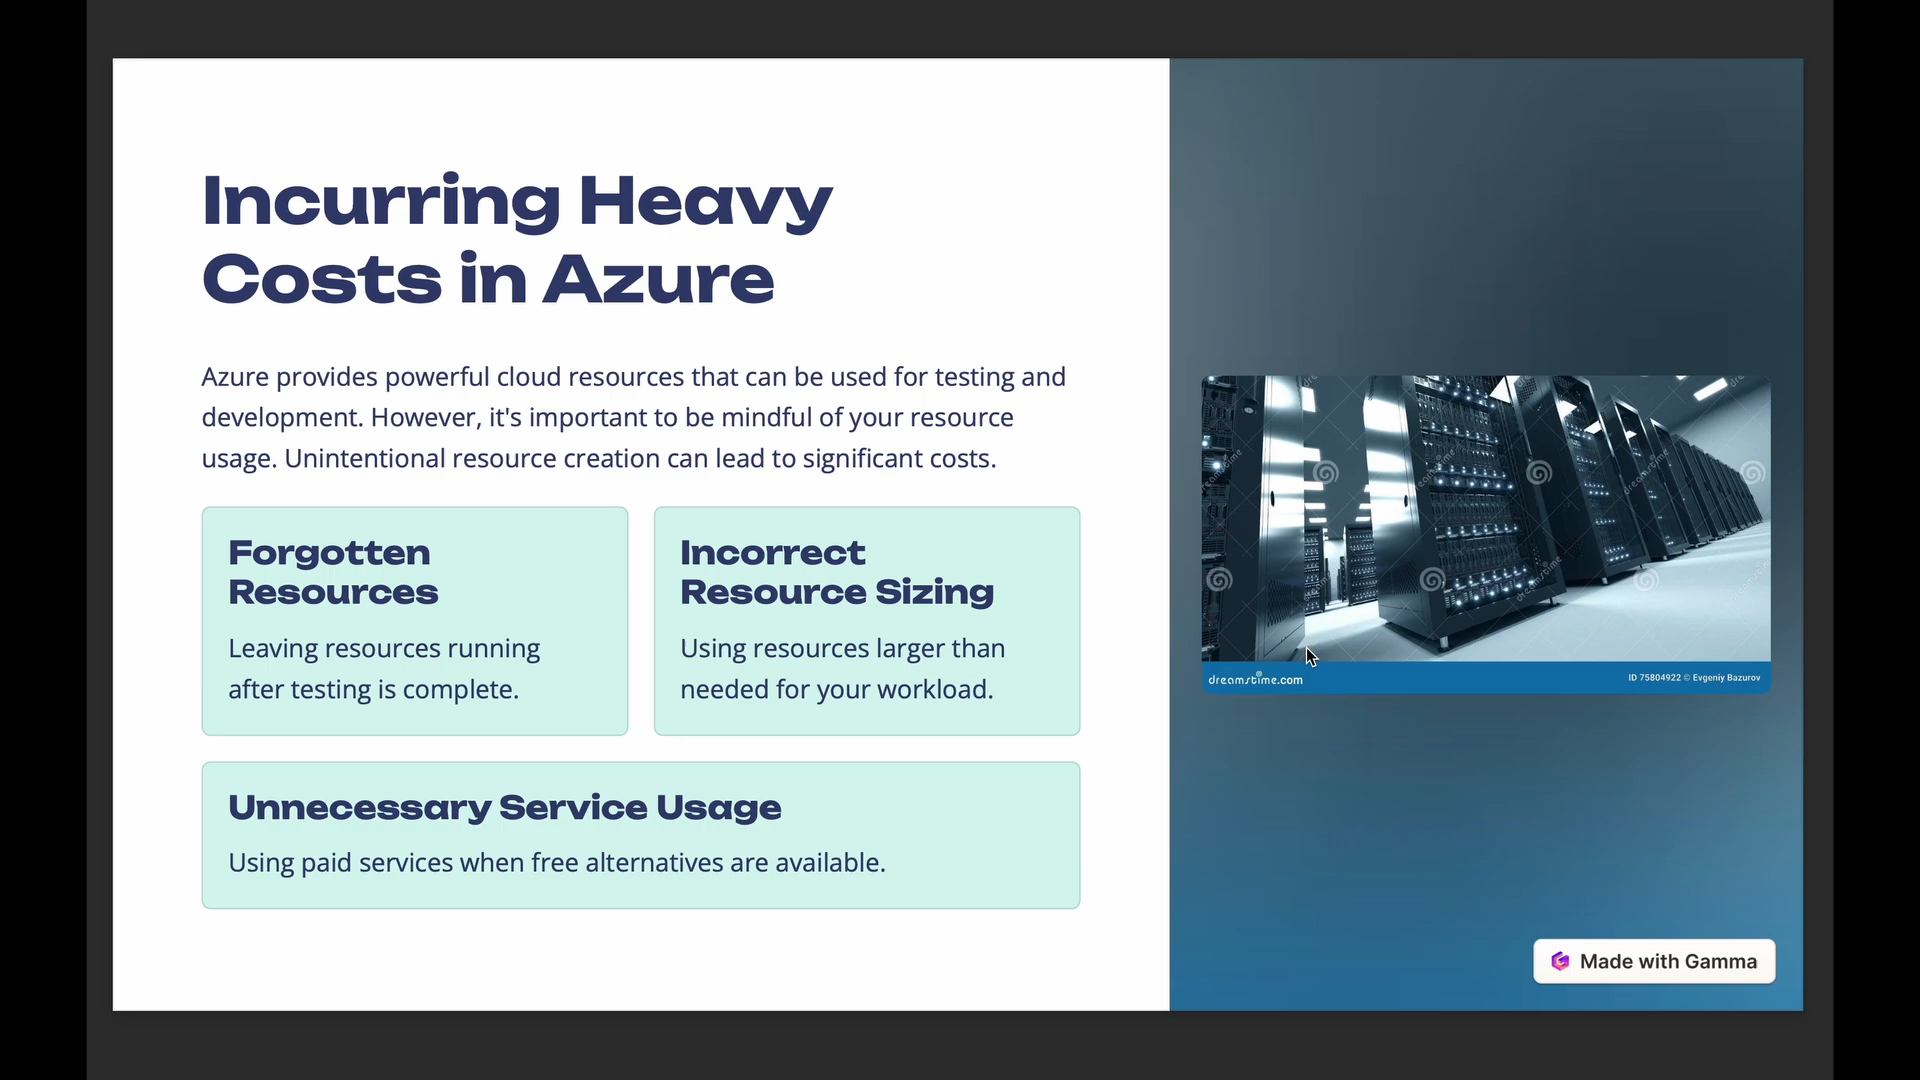 Incurring Heavy
Costs in Azure
Azure provides powerful cloud resources that can be used for testing and
development. However, it's important to be mindful of your resource
usage. Unintentional resource creation can lead to significant costs.
Forgotten
Resources
Leaving resources running
after testing is complete.
Incorrect
Resource Sizing
Using resources larger than
needed for your workload.
Unnecessary Service Usage
Using paid services when free alternatives are available.
dreamstime.com
ID 75804922 © Evgeniy Bazurov
Made with Gamma